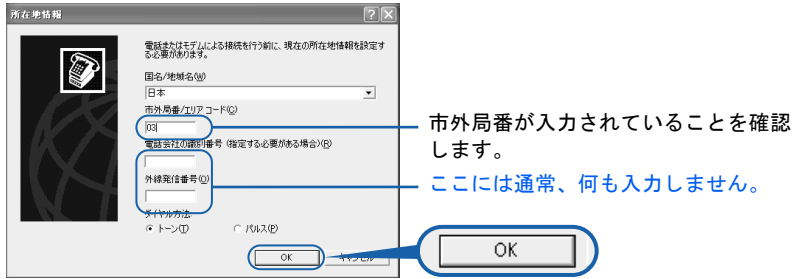 所在地情報
電話またはモデムによる接続を行う前に、現在の所在地情報を設定す
る必要があります。
国名/地域名(W)
日本
市外局番/エリア コード(C)
03
市外局番が入力されていることを確認
します。
電話会社の識別番号 (指定する必要がある場合)(R)
外線発信番号(O)
ここには通常、何も入力しません。
ダイヤル方法:
トーン(T)
パルス(P)
OK
キャンセル
OK